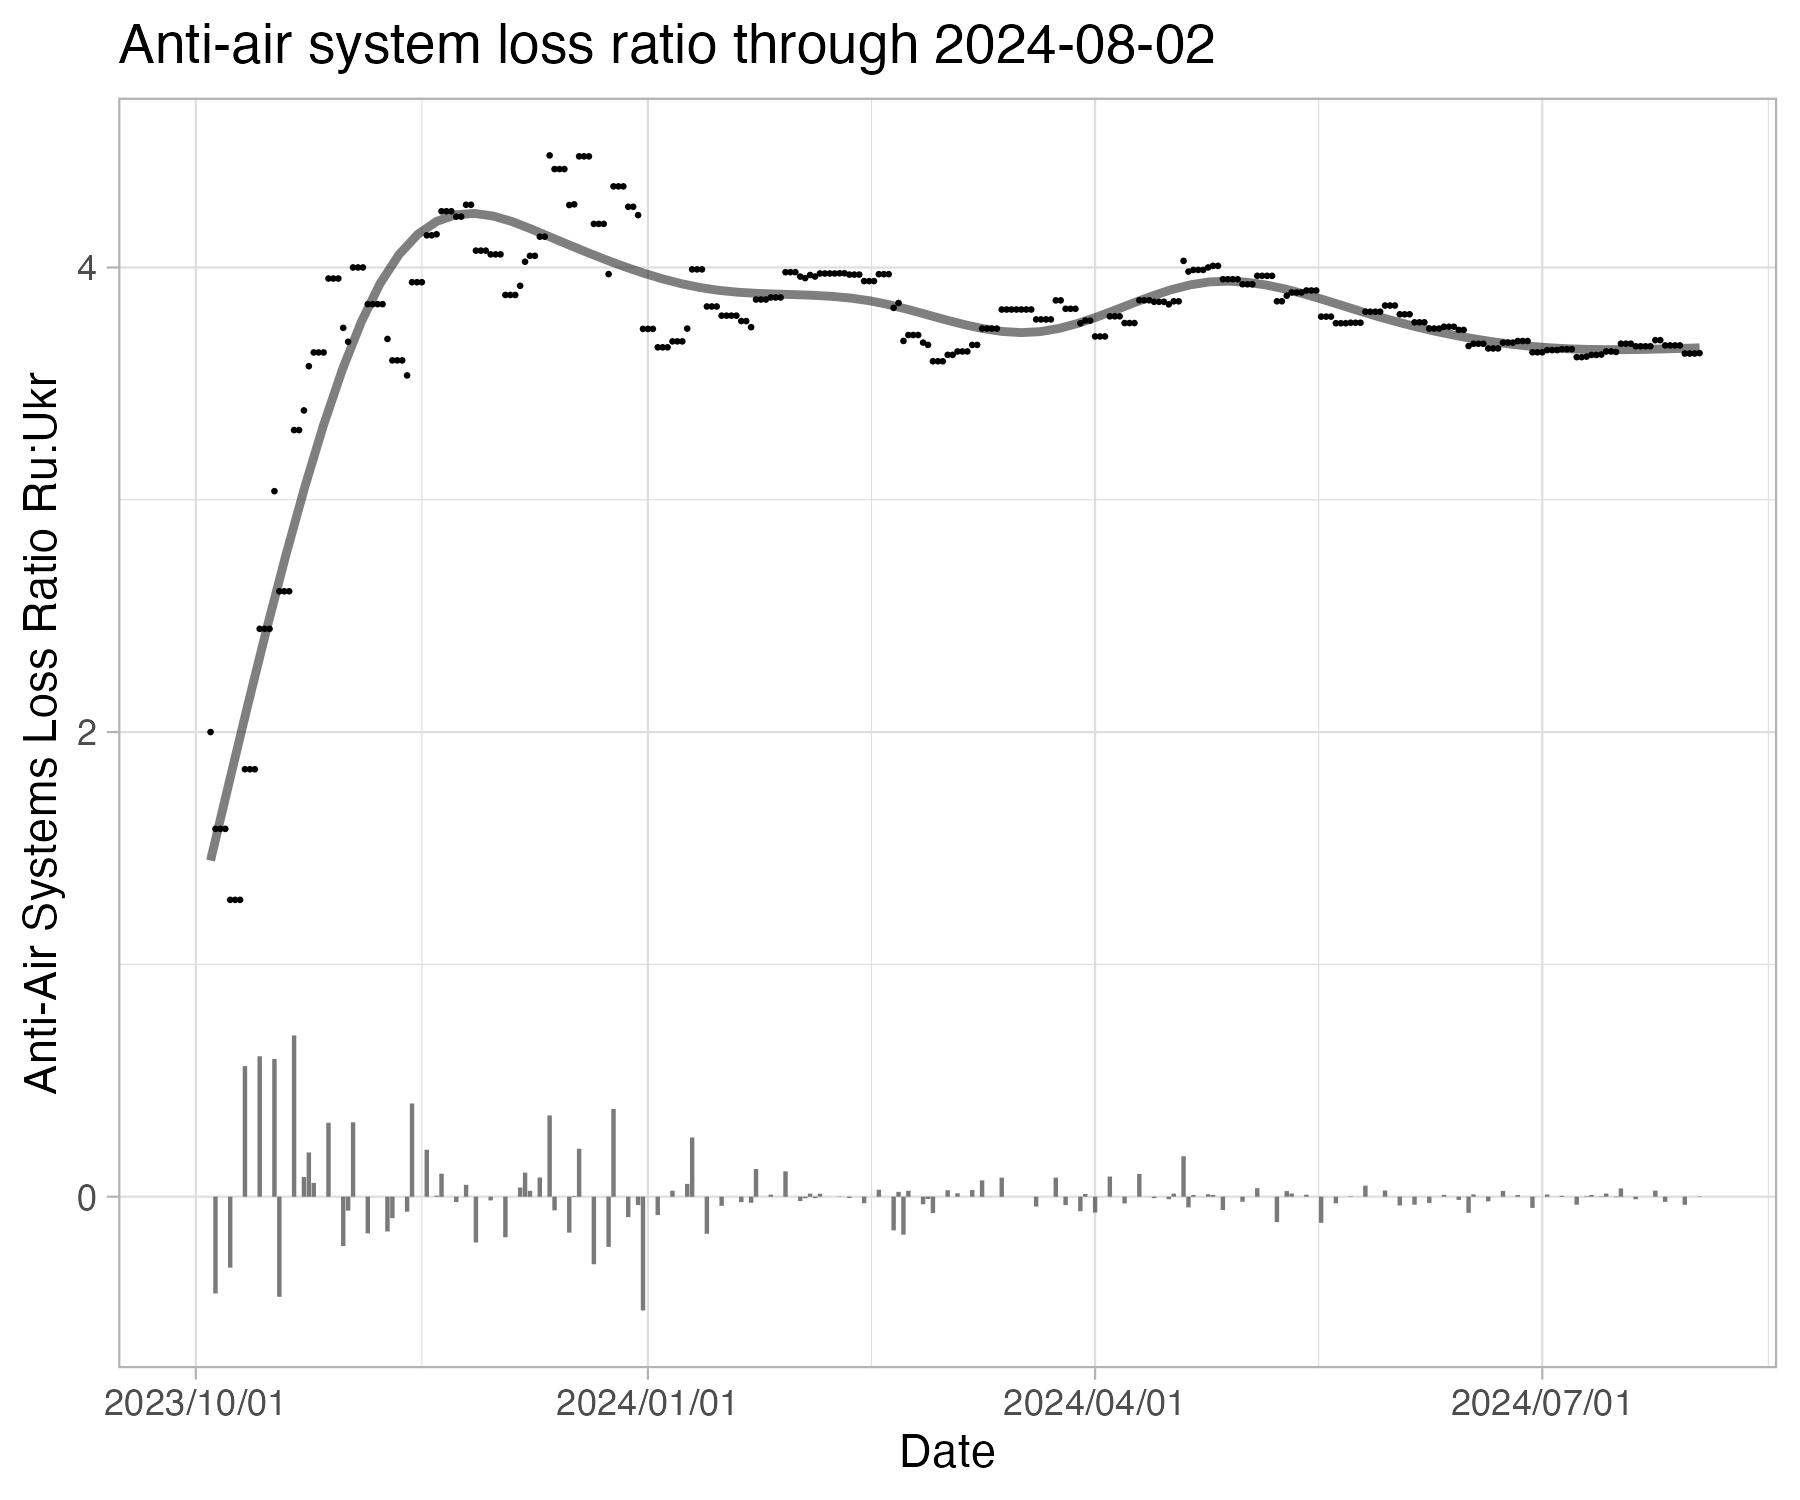 Anti-air system loss ratio through 2024-08-02
Anti-Air Systems Loss Ratio Ru:Ukr
4
2
0
2023/10/01
2024/01/01
2024/04/01
2024/07/01
Date